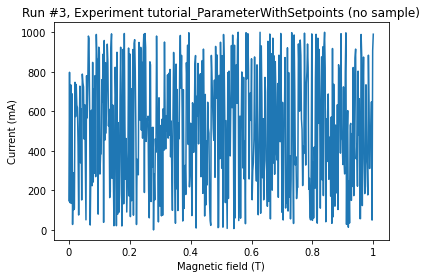 Run #3, Experiment tutorial_ParameterWithSetpoints (no sample)
1000
800
600
400
200
0
Current (mA)
0 0.2 0.4 0.6 0.8 1
Magnetic field (T)